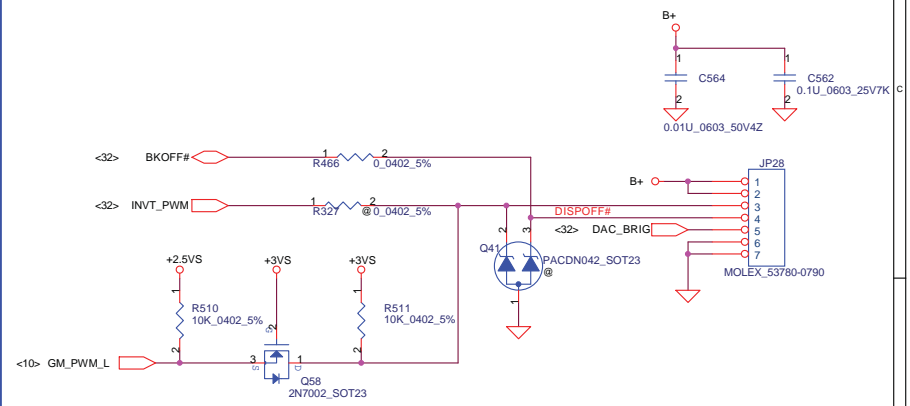 B+
1
C564
2
0.01U_0603_50V4Z
1
C562
0.1U_0603_25V7K
2
C
<32> BKOFF#
1
R466
2
0_0402_5%
<32> INVT_PWM
1
R327
2
@ 0_0402_5%
JP28
B+
1
2
3
4
5
6
7
MOLEX_53780-0790
DISPOFF#
<32> DAC_BRIG
Q41
2
3
PACDN042_SOT23
@
1
+2.5VS
+3VS
+3VS
1
R510
10K_0402_5%
2
2
G
1
R511
10K_0402_5%
2
<10> GM_PWM_L
3
S
1
D
Q58
2N7002_SOT23